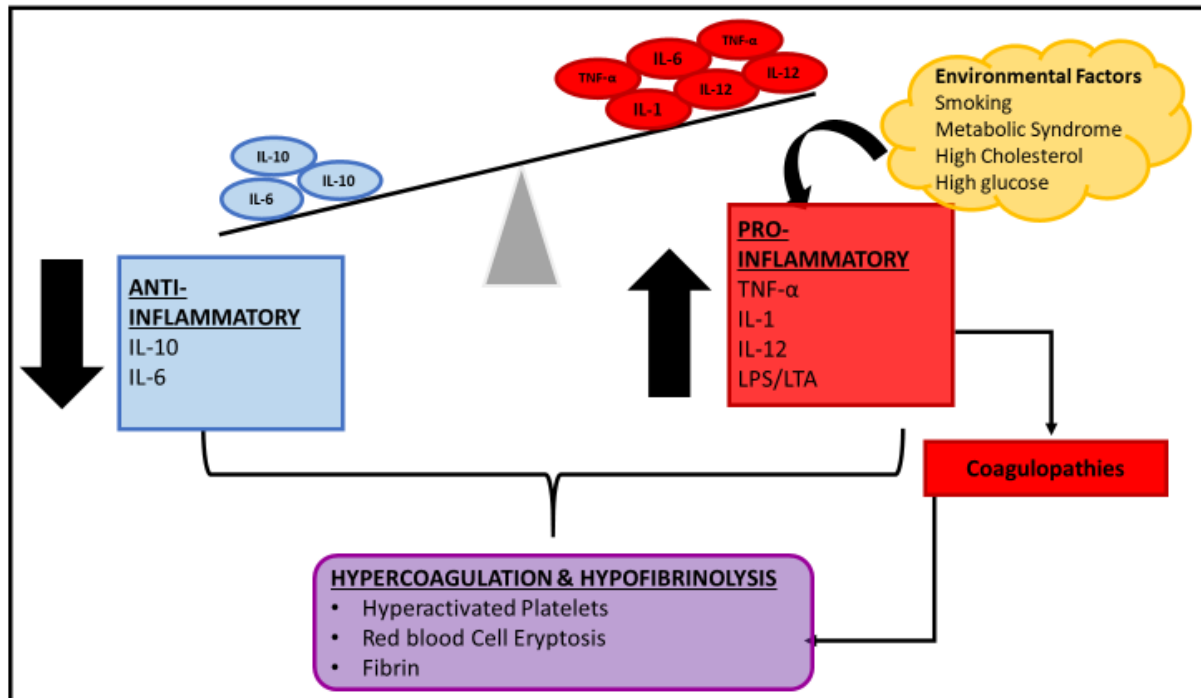 TNF-α
IL-6
TNF-α
IL-12
IL-12
IL-1
IL-10
IL-10
IL-6
Environmental Factors
Smoking
Metabolic Syndrome
High Cholesterol
High glucose
ANTI-
INFLAMMATORY
IL-10
IL-6
PRO-
INFLAMMATORY
TNF-α
IL-1
IL-12
LPS/LTA
Coagulopathies
HYPERCOAGULATION & HYPOFIBRINOLYSIS
• Hyperactivated Platelets
• Red blood Cell Eryptosis
• Fibrin